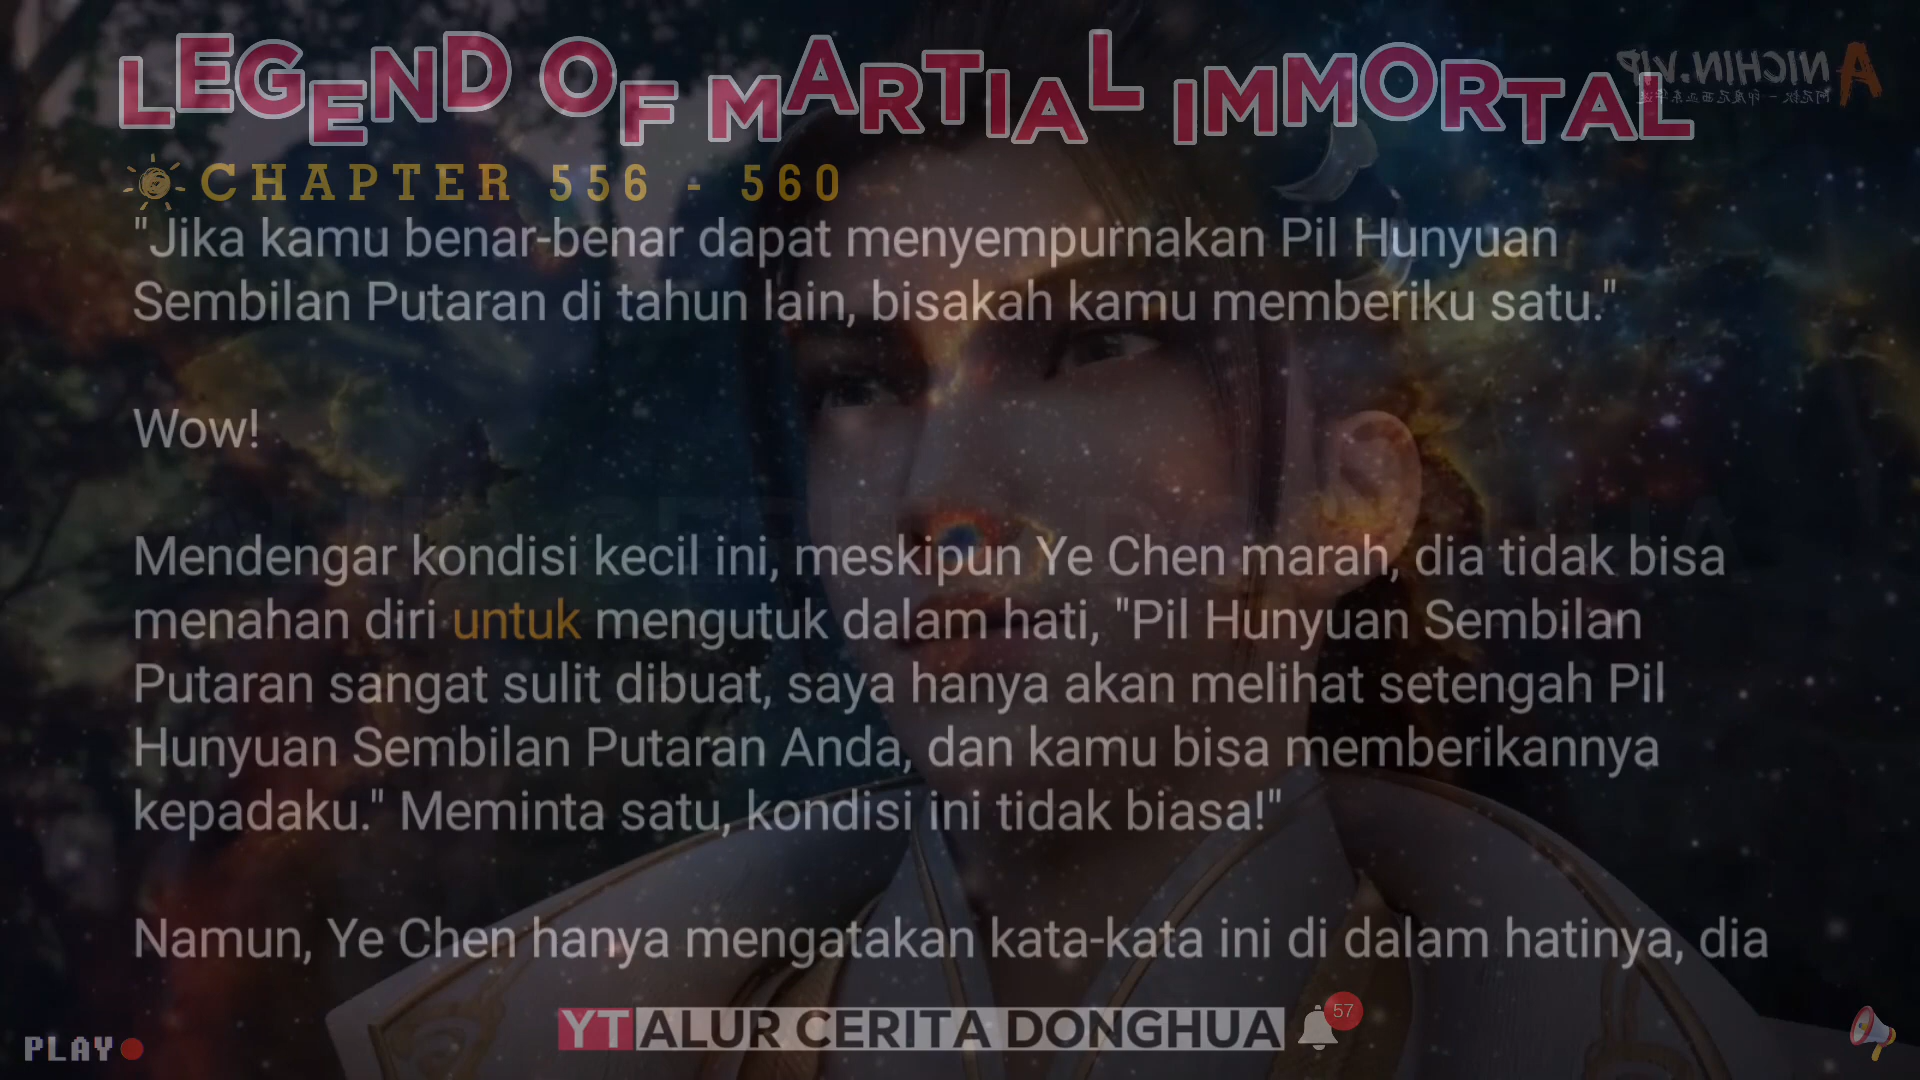 LEGEND OF MARTIAL IMMORTAL
ANICHIN.VIP
CHAPTER 556 - 560
"Jika kamu benar-benar dapat menyempurnakan Pil Hunyuan
Sembilan Putaran di tahun lain, bisakah kamu memberiku satu."
Wow!
Mendengar kondisi kecil ini, meskipun Ye Chen marah, dia tidak bisa
menahan diri untuk mengutuk dalam hati, "Pil Hunyuan Sembilan
Putaran sangat sulit dibuat, saya hanya akan melihat setengah Pil
Hunyuan Sembilan Putaran Anda, dan kamu bisa memberikannya
kepadaku." Meminta satu, kondisi ini tidak biasa!"
Namun, Ye Chen hanya mengatakan kata-kata ini di dalam hatinya, dia
YT ALUR CERITA DONGHUA
57
PLAY